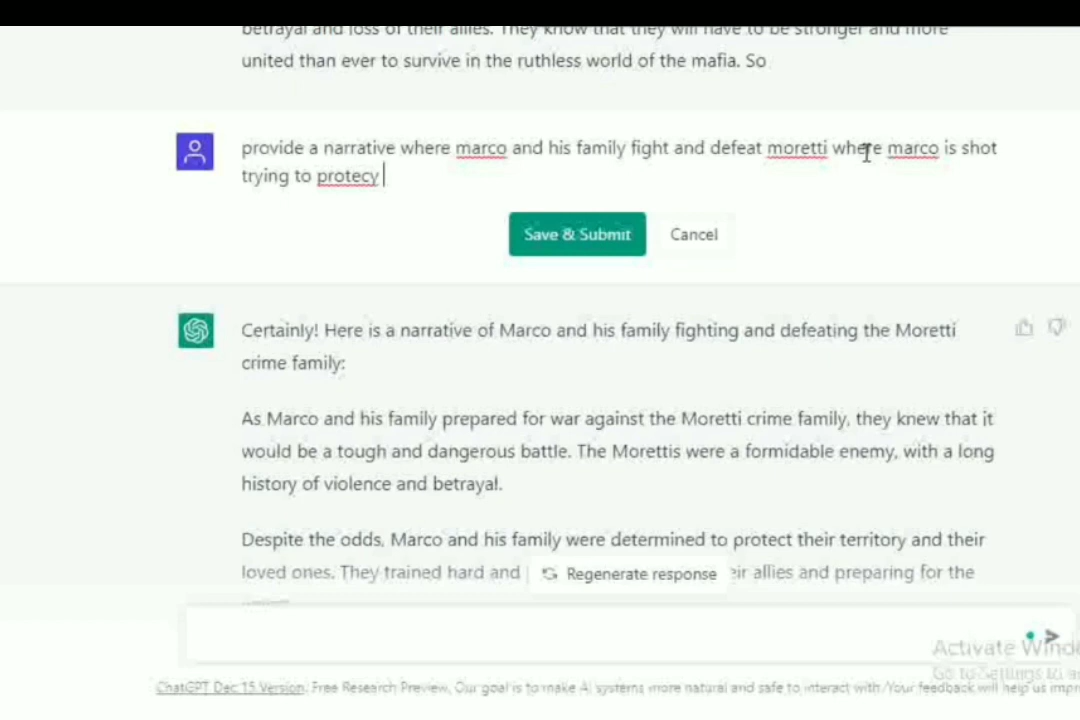 betrayal and loss of their allies. They know that they will have to be stronger and more
united than ever to survive in the ruthless world of the mafia. So
provide a narrative where marco and his family fight and defeat moretti where marco is shot
trying to protecy
Save & Submit Cancel
Certainly! Here is a narrative of Marco and his family fighting and defeating the Moretti
crime family:
As Marco and his family prepared for war against the Moretti crime family, they knew that it
would be a tough and dangerous battle. The Morettis were a formidable enemy, with a long
history of violence and betrayal.
Despite the odds, Marco and his family were determined to protect their territory and their
loved ones. They trained hard and Regenerate response eir allies and preparing for the
Activate Windo
ChatGPT Dec 15 Version. Free Research Preview. Our goal is to make AI systems more natural and safe to interact with. Your feedback will help us impr
Go to Settings to a